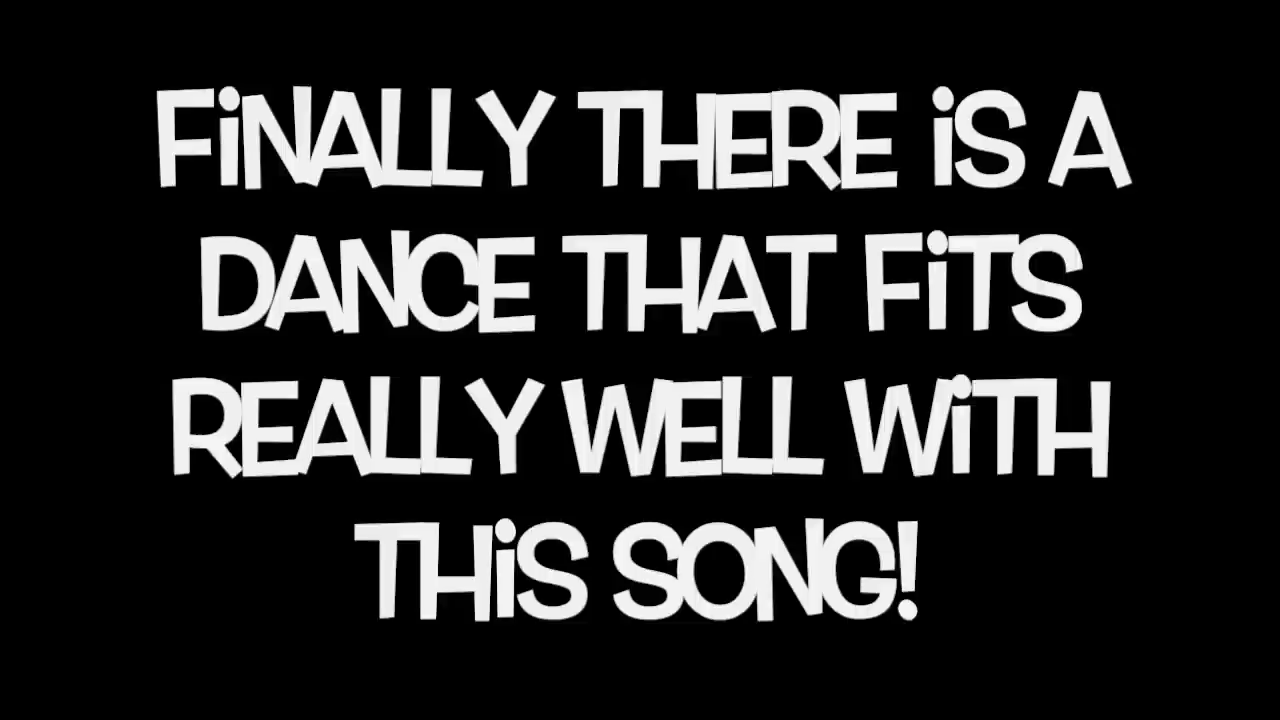 FiNALLY THERE iS A
DANCE THAT FiTS
REALLY WELL WiTH
THiS SONG!